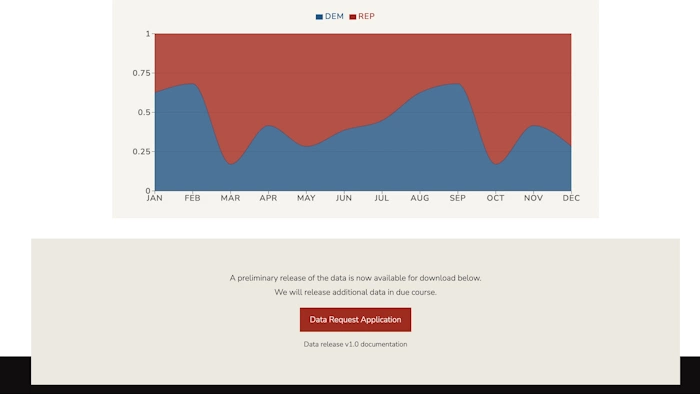 DEM REP
1
0.75
0.5
0.25
0
JAN FEB MAR APR MAY JUN JUL AUG SEP OCT NOV DEC
A preliminary release of the data is now available for download below.
We will release additional data in due course.
Data Request Application
Data release v1.0 documentation